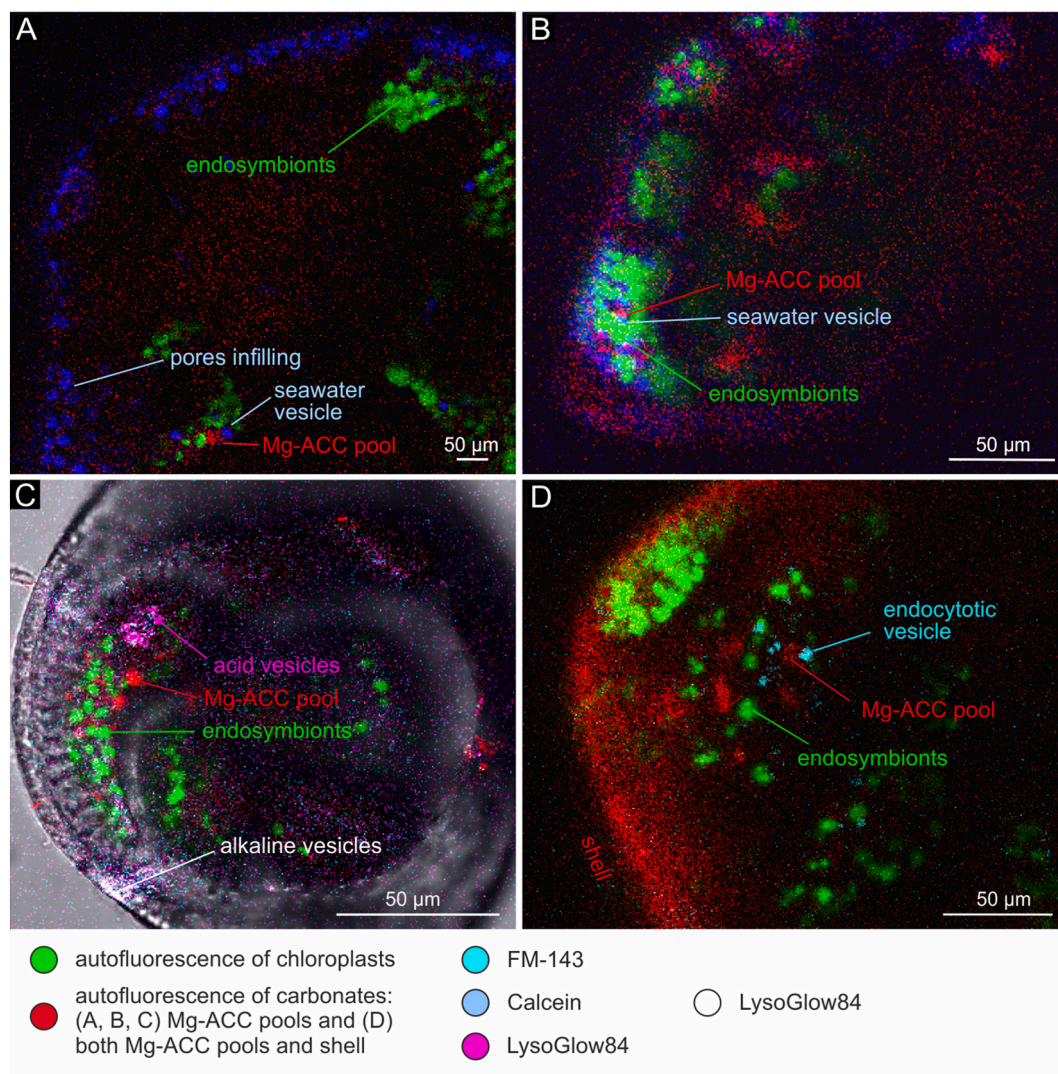 A
endosymbionts
pores infilling
seawater
vesicle
Mg-ACC pool
50 µm
B
Mg-ACC pool
seawater vesicle
endosymbionts
50 µm
C
acid vesicles
Mg-ACC pool
endosymbionts
alkaline vesicles
50 µm
D
endocytotic
vesicle
Mg-ACC pool
endosymbionts
shell
50 µm
autofluorescence of chloroplasts
autofluorescence of carbonates:
(A, B, C) Mg-ACC pools and (D)
both Mg-ACC pools and shell
FM-143
Calcein
LysoGlow84
LysoGlow84